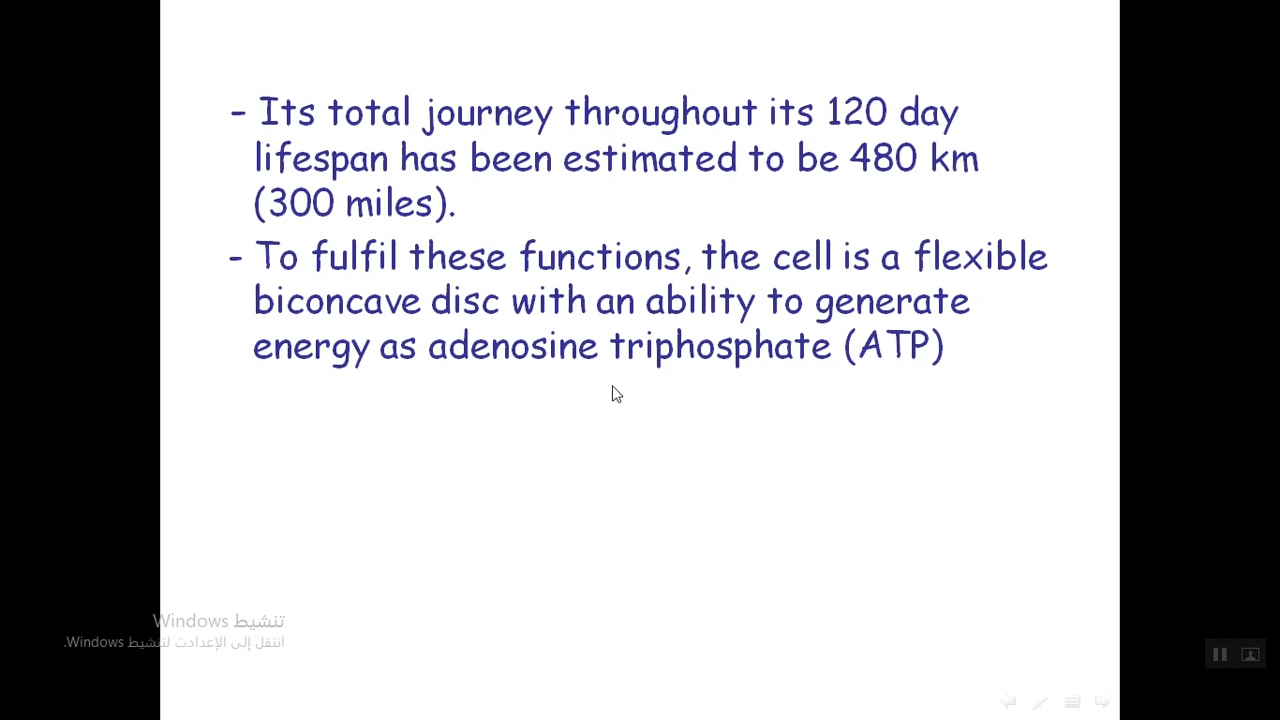 - Its total journey throughout its 120 day
lifespan has been estimated to be 480 km
(300 miles).
- To fulfil these functions, the cell is a flexible
biconcave disc with an ability to generate
energy as adenosine triphosphate (ATP)
تنشيط Windows
انتقل إلى الإعدادت لتنشيط Windows.